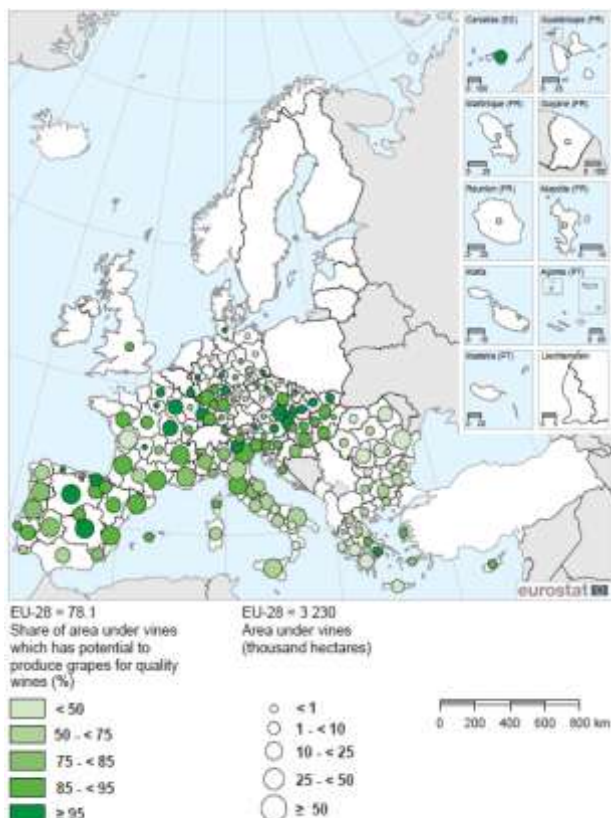 Canarias (ES)
Guadeloupe (FR)
Martinique (FR)
Guyane (FR)
Réunion (FR)
Mayotte (FR)
Malta
Açores (PT)
Madeira (PT)
Liechtenstein
eurostat
EU-28 = 78.1
Share of area under vines
which has potential to
produce grapes for quality
wines (%)
< 50
50 - < 75
75 - < 85
85 - < 95
≥ 95
EU-28 = 3 230
Area under vines
(thousand hectares)
< 1
1 - < 10
10 - < 25
25 - < 50
≥ 50
0 200 400 600 800 km